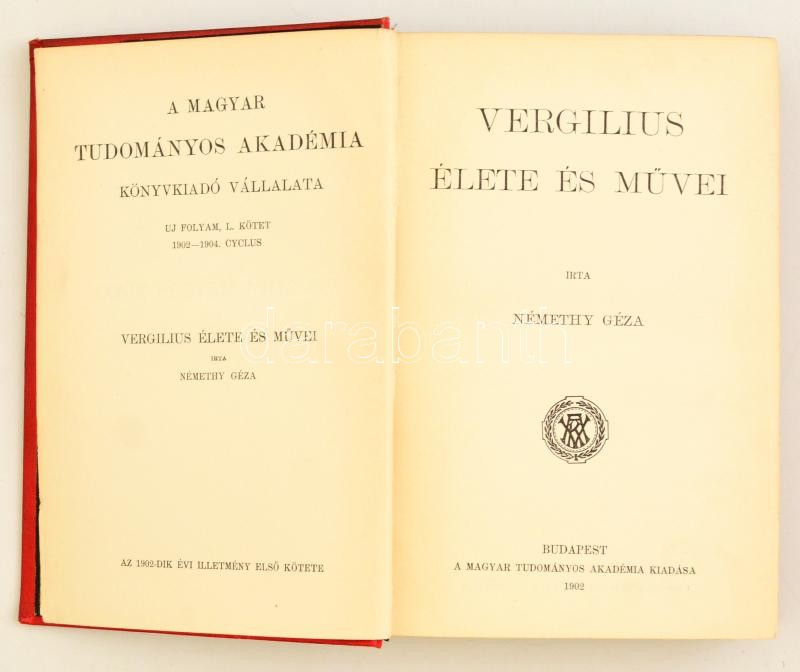 A MAGYAR
TUDOMÁNYOS AKADÉMIA
KÖNYVKIADÓ VÁLLALATA
UJ FOLYAM, L. KÖTET
1902—1904. CYCLUS
VERGILIUS ÉLETE ÉS MŰVEI
IRTA
NÉMETHY GÉZA
AZ 1902-DIK ÉVI ILLETMÉNY ELSŐ KÖTETE
VERGILIUS
ÉLETE ÉS MŰVEI
IRTA
NÉMETHY GÉZA
BUDAPEST
A MAGYAR TUDOMÁNYOS AKADÉMIA KIADÁSA
1902
darabanth